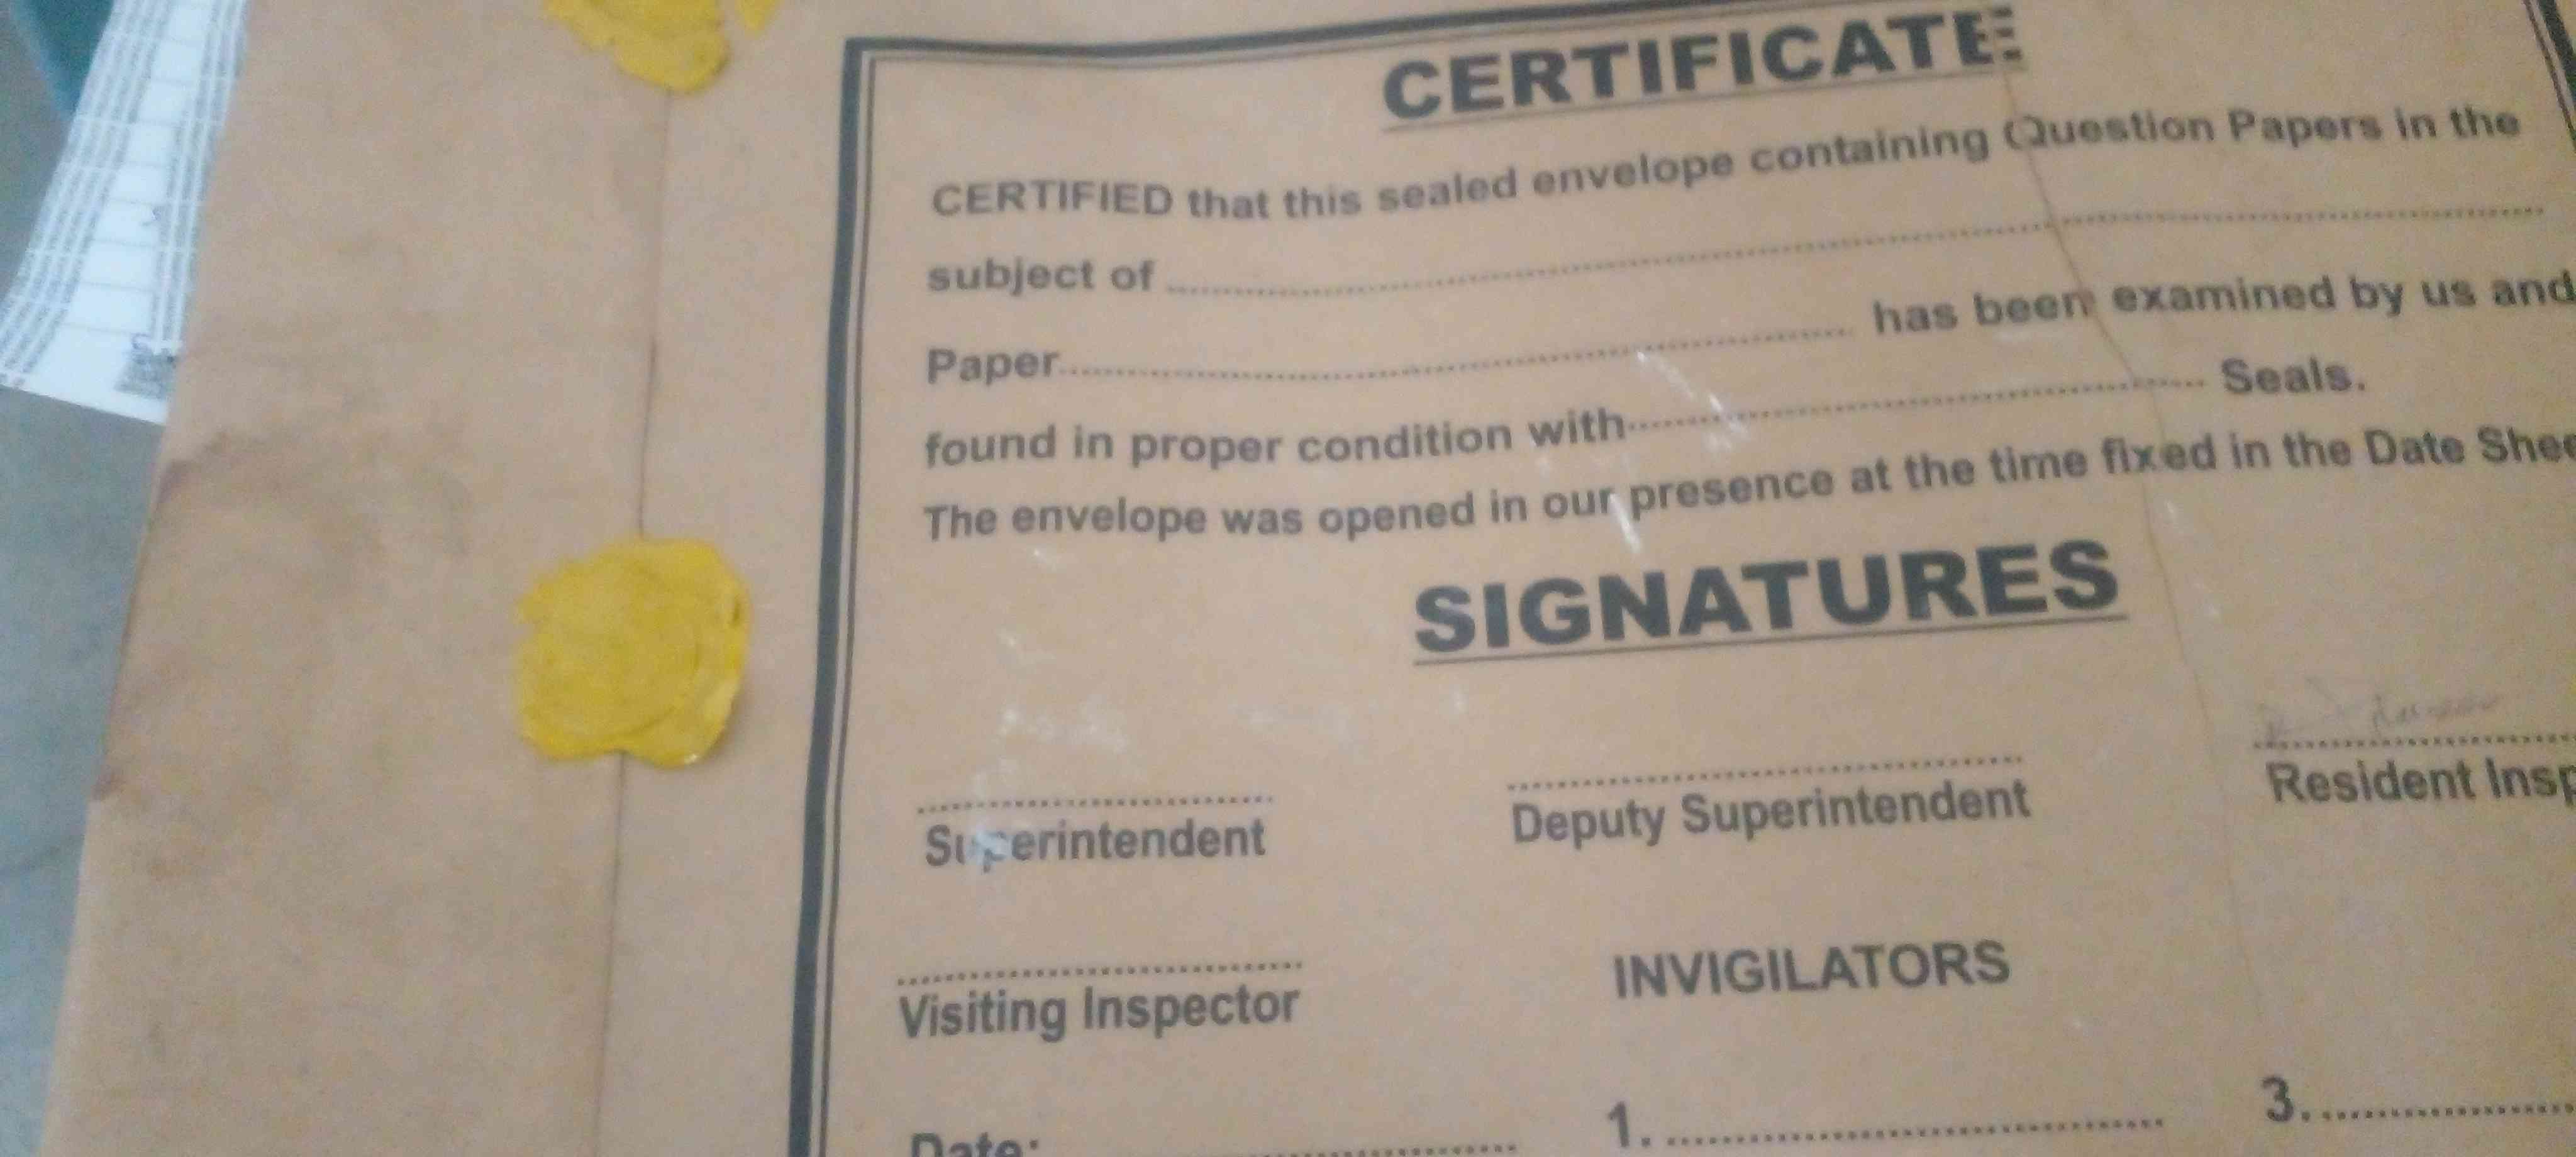 CERTIFICATE
CERTIFIED that this sealed envelope containing Question Papers in the
subject of ........................................
Paper........................................ has been examined by us and
found in proper condition with........................................ Seals.
The envelope was opened in our presence at the time fixed in the Date
SIGNATURES
Superintendent
Deputy Superintendent
Resident
Visiting Inspector
INVIGILATORS
Date: ........................................
1. ........................................
3. ........................................